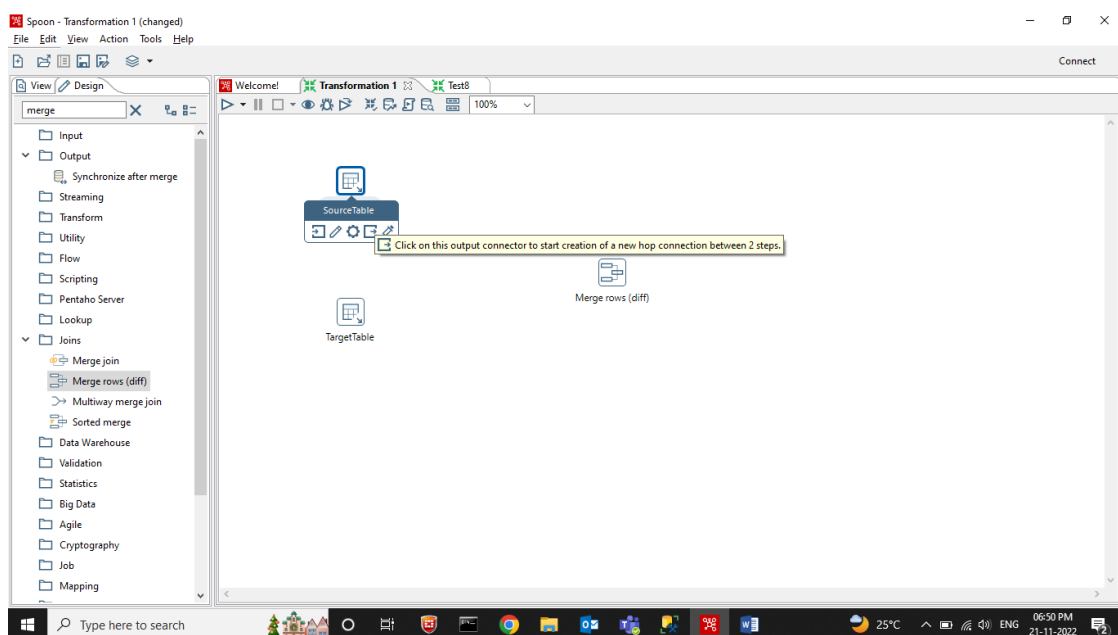 Spoon - Transformation 1 (changed)
File Edit View Action Tools Help
Connect
View Design
Welcome! Transformation 1 Test8
merge
100%
Input
Output
Synchronize after merge
Streaming
Transform
Utility
Flow
Scripting
Pentaho Server
Lookup
Joins
Merge join
Merge rows (diff)
Multiway merge join
Sorted merge
Data Warehouse
Validation
Statistics
Big Data
Agile
Cryptography
Job
Mapping
SourceTable
Click on this output connector to start creation of a new hop connection between 2 steps.
Merge rows (diff)
TargetTable
Type here to search
25°C
ENG
06:50 PM
21-11-2022
2